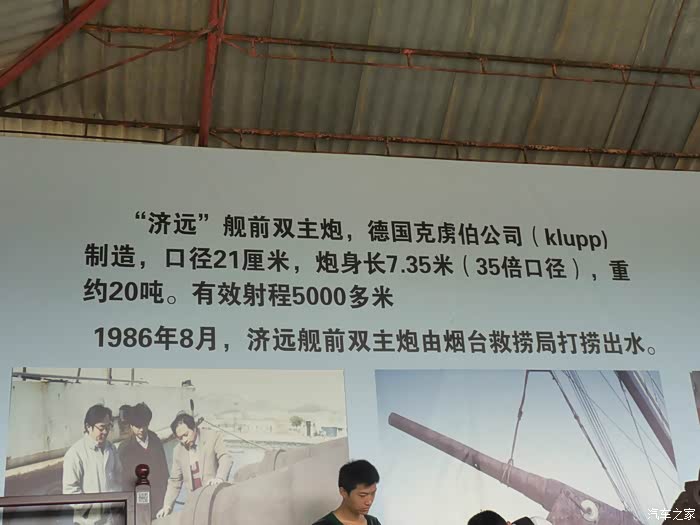 “济远”舰前双主炮，德国克虏伯公司（klupp)
制造，口径21厘米，炮身长7.35米（35倍口径），重
约20吨。有效射程5000多米
1986年8月，济远舰前双主炮由烟台救捞局打捞出水。
汽车之家